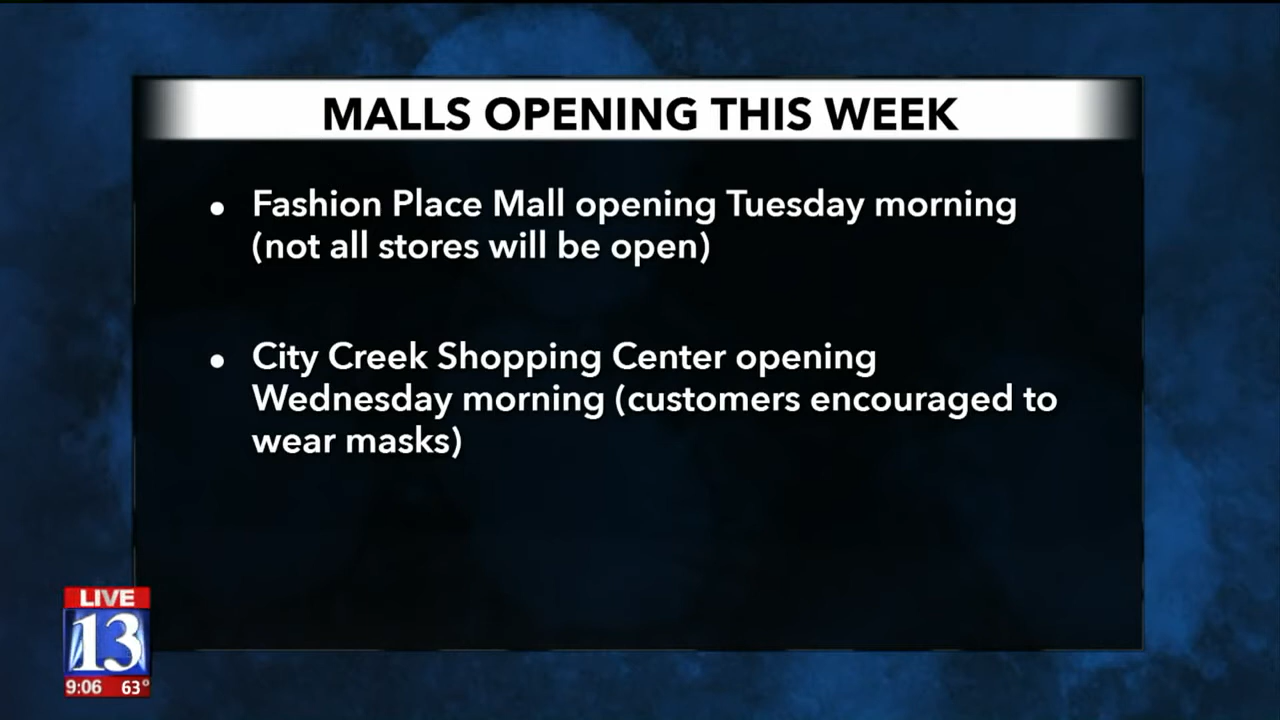 MALLS OPENING THIS WEEK
• Fashion Place Mall opening Tuesday morning
(not all stores will be open)
• City Creek Shopping Center opening
Wednesday morning (customers encouraged to
wear masks)
LIVE
13
9:06 63°